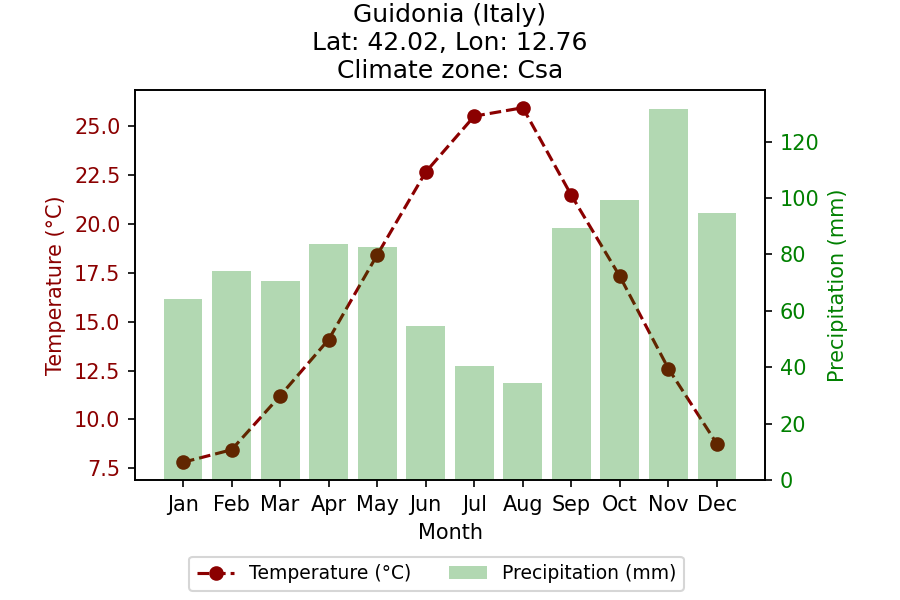 Guidonia (Italy)
Lat: 42.02, Lon: 12.76
Climate zone: Csa
Temperature (°C)
25.0
22.5
20.0
17.5
15.0
12.5
10.0
7.5
120
100
80
60
40
20
0
Precipitation (mm)
Jan Feb Mar Apr May Jun Jul Aug Sep Oct Nov Dec
Month
Temperature (°C) Precipitation (mm)